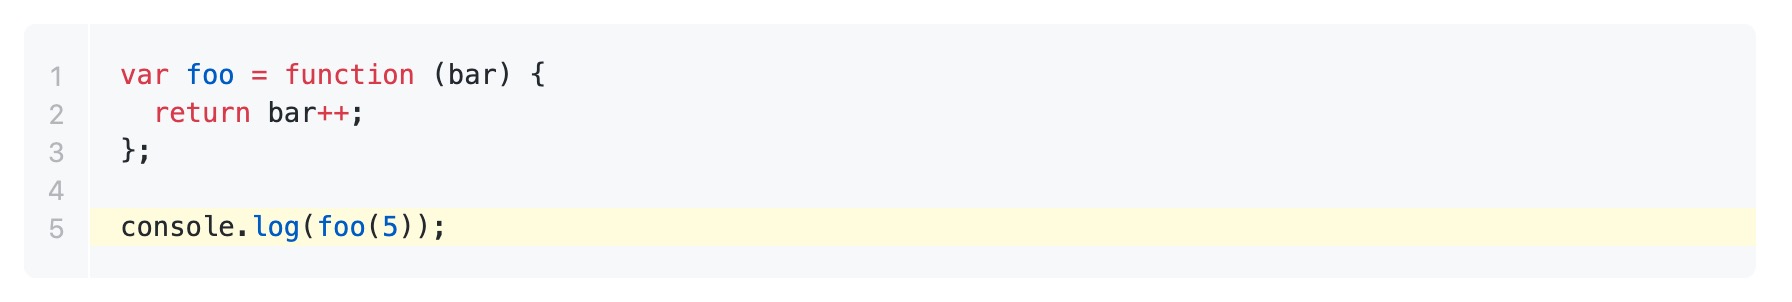 1 var foo = function (bar) {
2   return bar++;
3 };
4
5 console.log(foo(5));